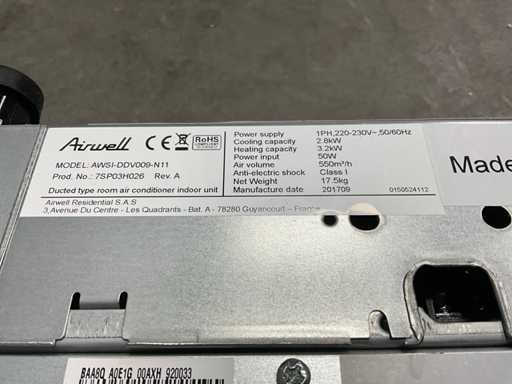 Airwell
CE
RoHS
COMPLIANT
MODEL: AWSI-DDV009-N11
Prod. No.: 7SP03H026 Rev. A
Ducted type room air conditioner indoor unit
Power supply 1PH,220-230V~,50/60Hz
Cooling capacity 2.8kW
Heating capacity 3.2kW
Power input 50W
Air volume 550m³/h
Anti-electric shock Class I
Net Weight 17.5kg
Manufacture date 201709
0150524112
Airwell Residential S.A.S
3,Avenue Du Centre - Les Quadrants - Bat. A - 78280 Guyancourt – France
Made
BAA8Q A0E1G 00AXH 920033